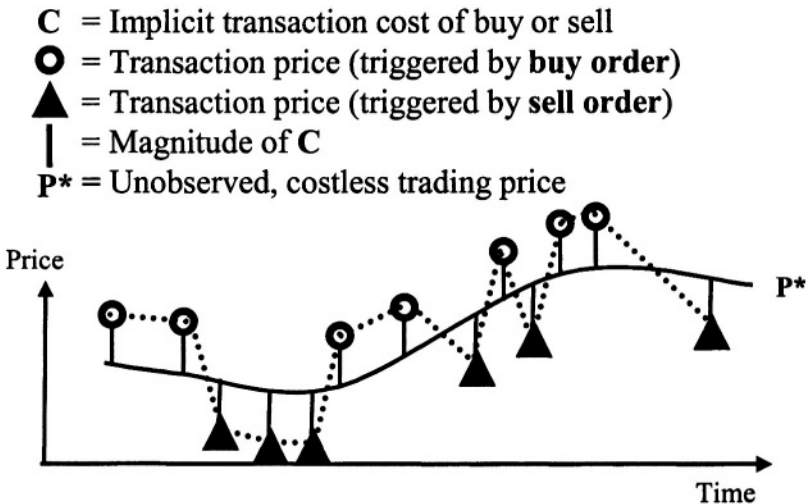 C = Implicit transaction cost of buy or sell
= Transaction price (triggered by buy order)
= Transaction price (triggered by sell order)
= Magnitude of C
P* = Unobserved, costless trading price
Price
P*
Time